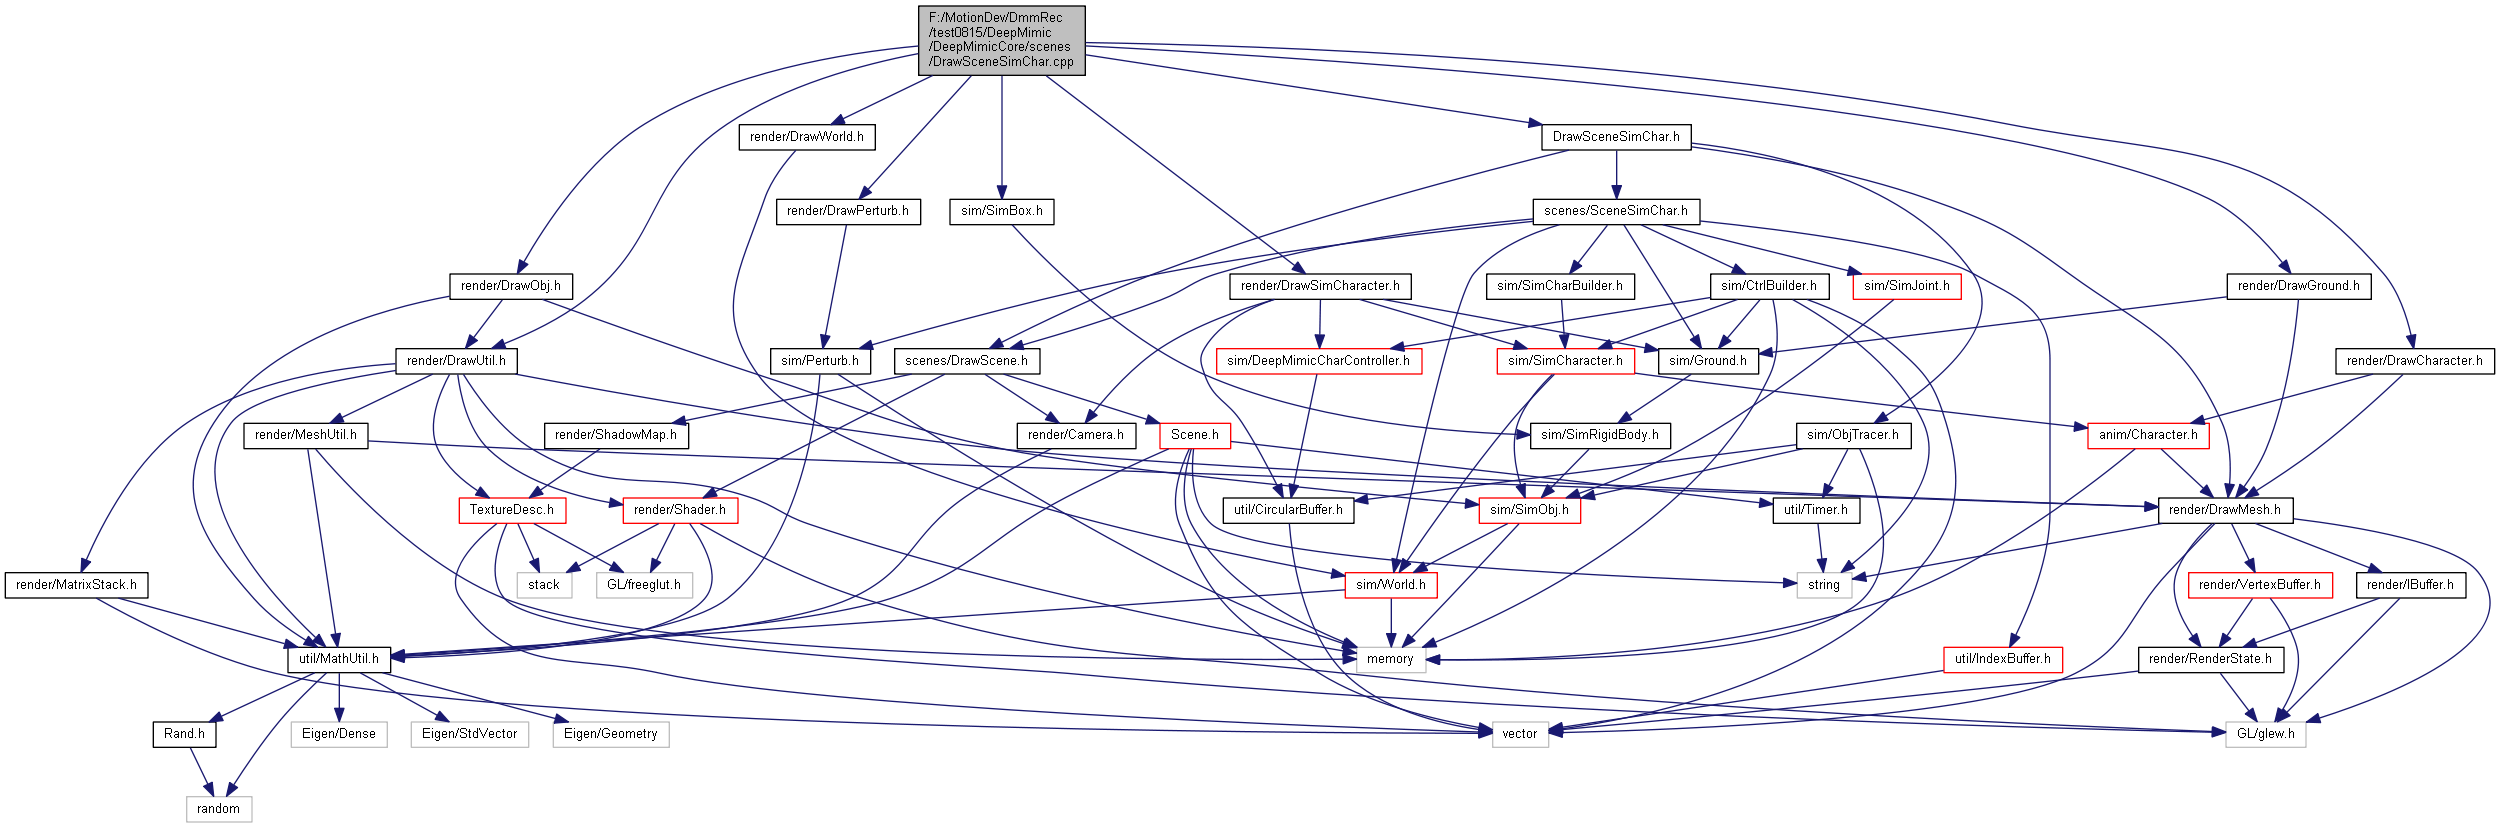 F:/MotionDev/DmmRec
/test0815/DeepMimic
/DeepMimicCore/scenes
/DrawSceneSimChar.cpp
render/DrawWorld.h
DrawSceneSimChar.h
render/DrawPerturb.h
sim/SimBox.h
scenes/SceneSimChar.h
render/DrawObj.h
render/DrawSimCharacter.h
sim/SimCharBuilder.h
sim/CtrlBuilder.h
sim/SimJoint.h
render/DrawGround.h
render/DrawUtil.h
sim/Perturb.h
scenes/DrawScene.h
sim/DeepMimicCharController.h
sim/SimCharacter.h
sim/Ground.h
render/DrawCharacter.h
render/MeshUtil.h
render/ShadowMap.h
render/Camera.h
Scene.h
sim/SimRigidBody.h
sim/ObjTracer.h
anim/Character.h
TextureDesc.h
render/Shader.h
util/CircularBuffer.h
sim/SimObj.h
util/Timer.h
render/DrawMesh.h
render/MatrixStack.h
stack
GL/freeglut.h
sim/World.h
string
render/VertexBuffer.h
render/IBuffer.h
util/MathUtil.h
memory
util/IndexBuffer.h
render/RenderState.h
Rand.h
Eigen/Dense
Eigen/StdVector
Eigen/Geometry
vector
GL/glew.h
random